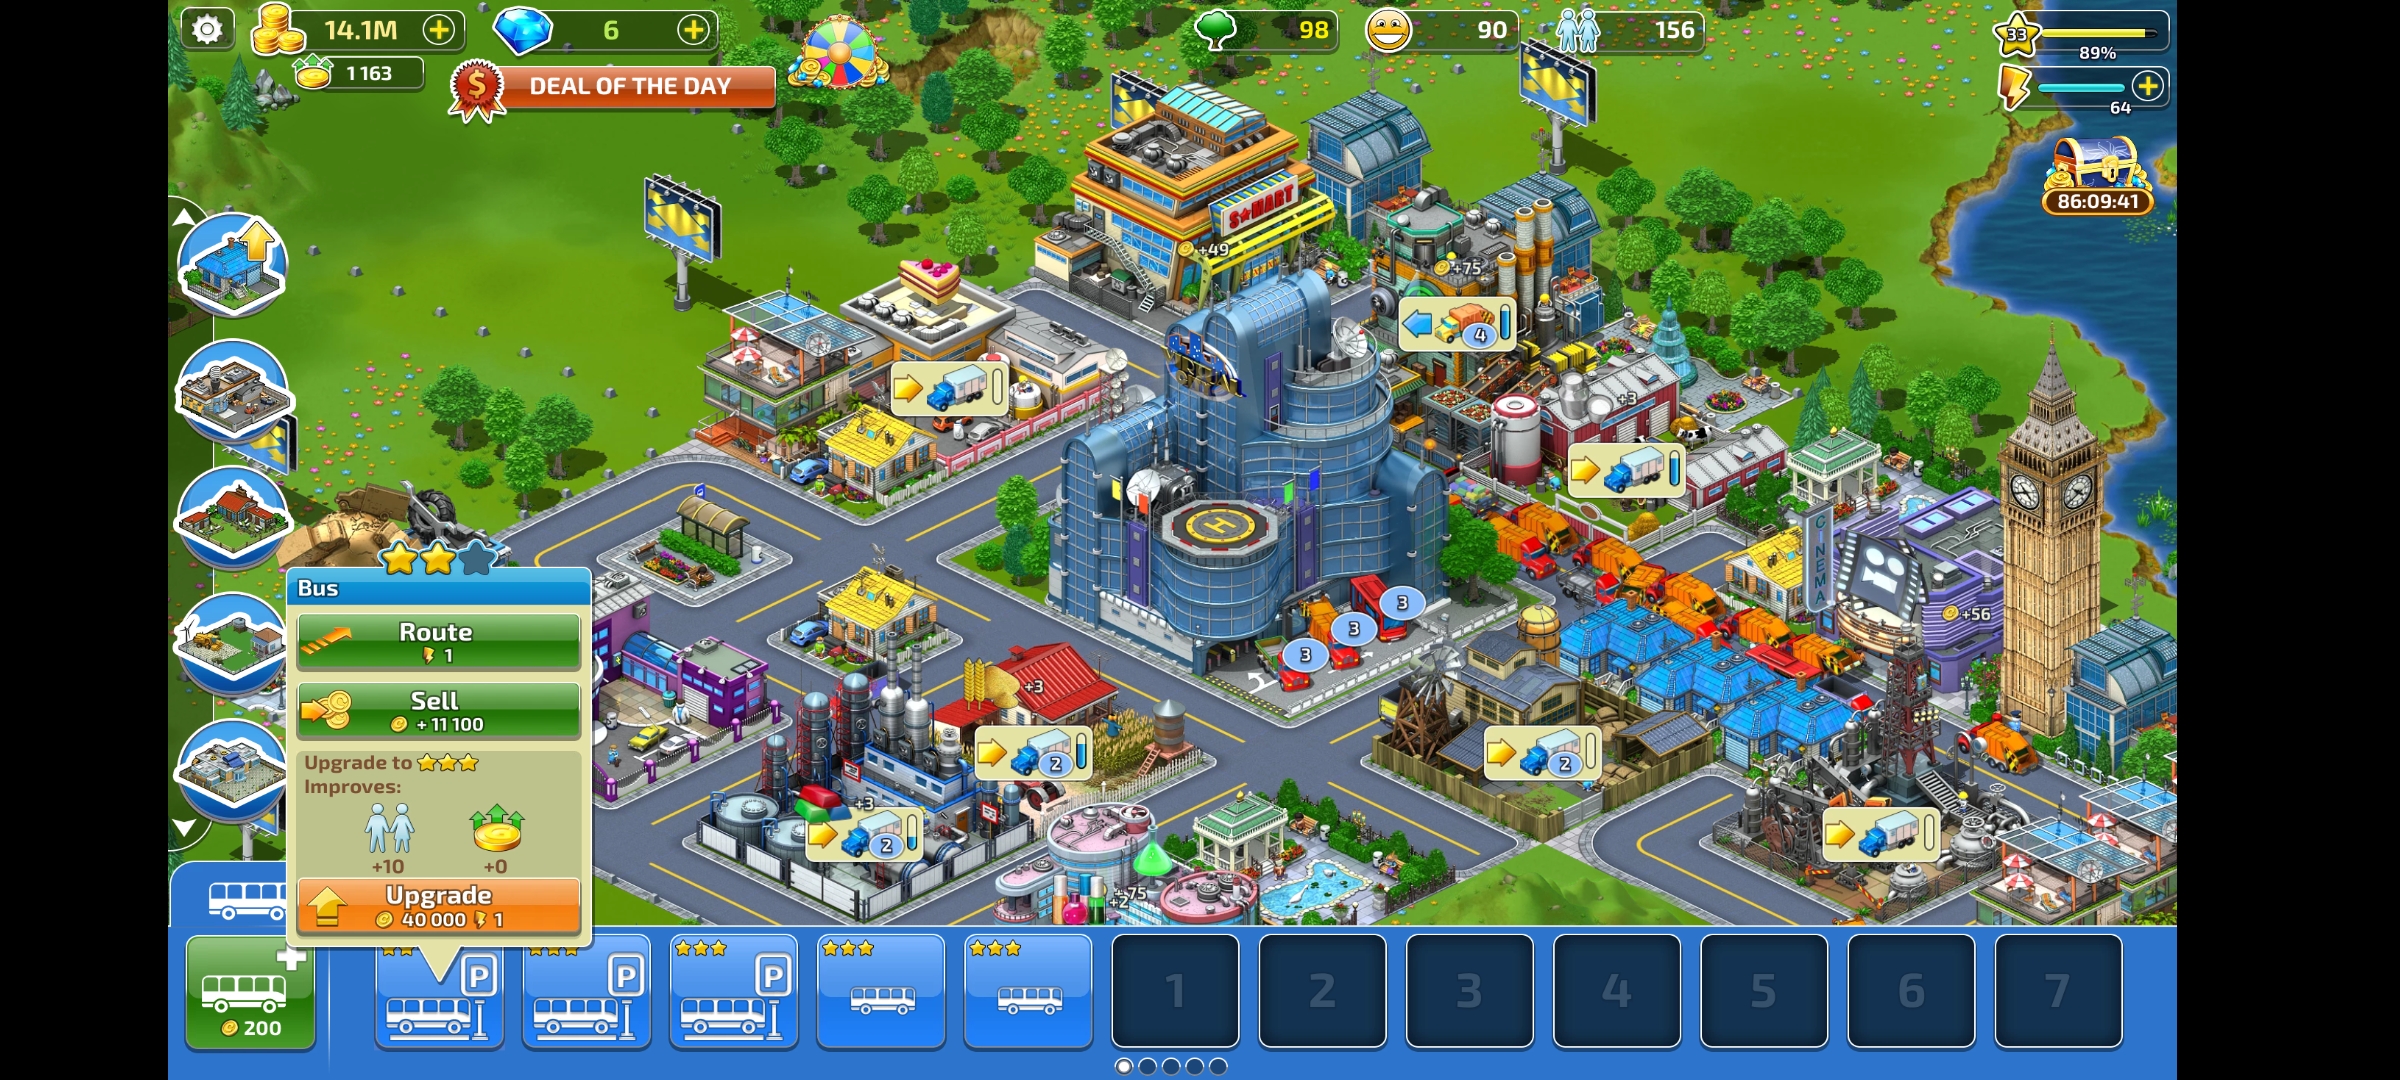 14.1M
6
98
90
156
33
89%
1 163
DEAL OF THE DAY
64
86:09:41
S★MART
+49
+75
4
+3
CINEMA
+56
H
3
3
3
+3
2
2
+3
2
+75
+2
Bus
Route
1
Sell
+ 11 100
Upgrade to
Improves:
+10
+0
Upgrade
40 000 1
200
P
P
P
1
2
3
4
5
6
7